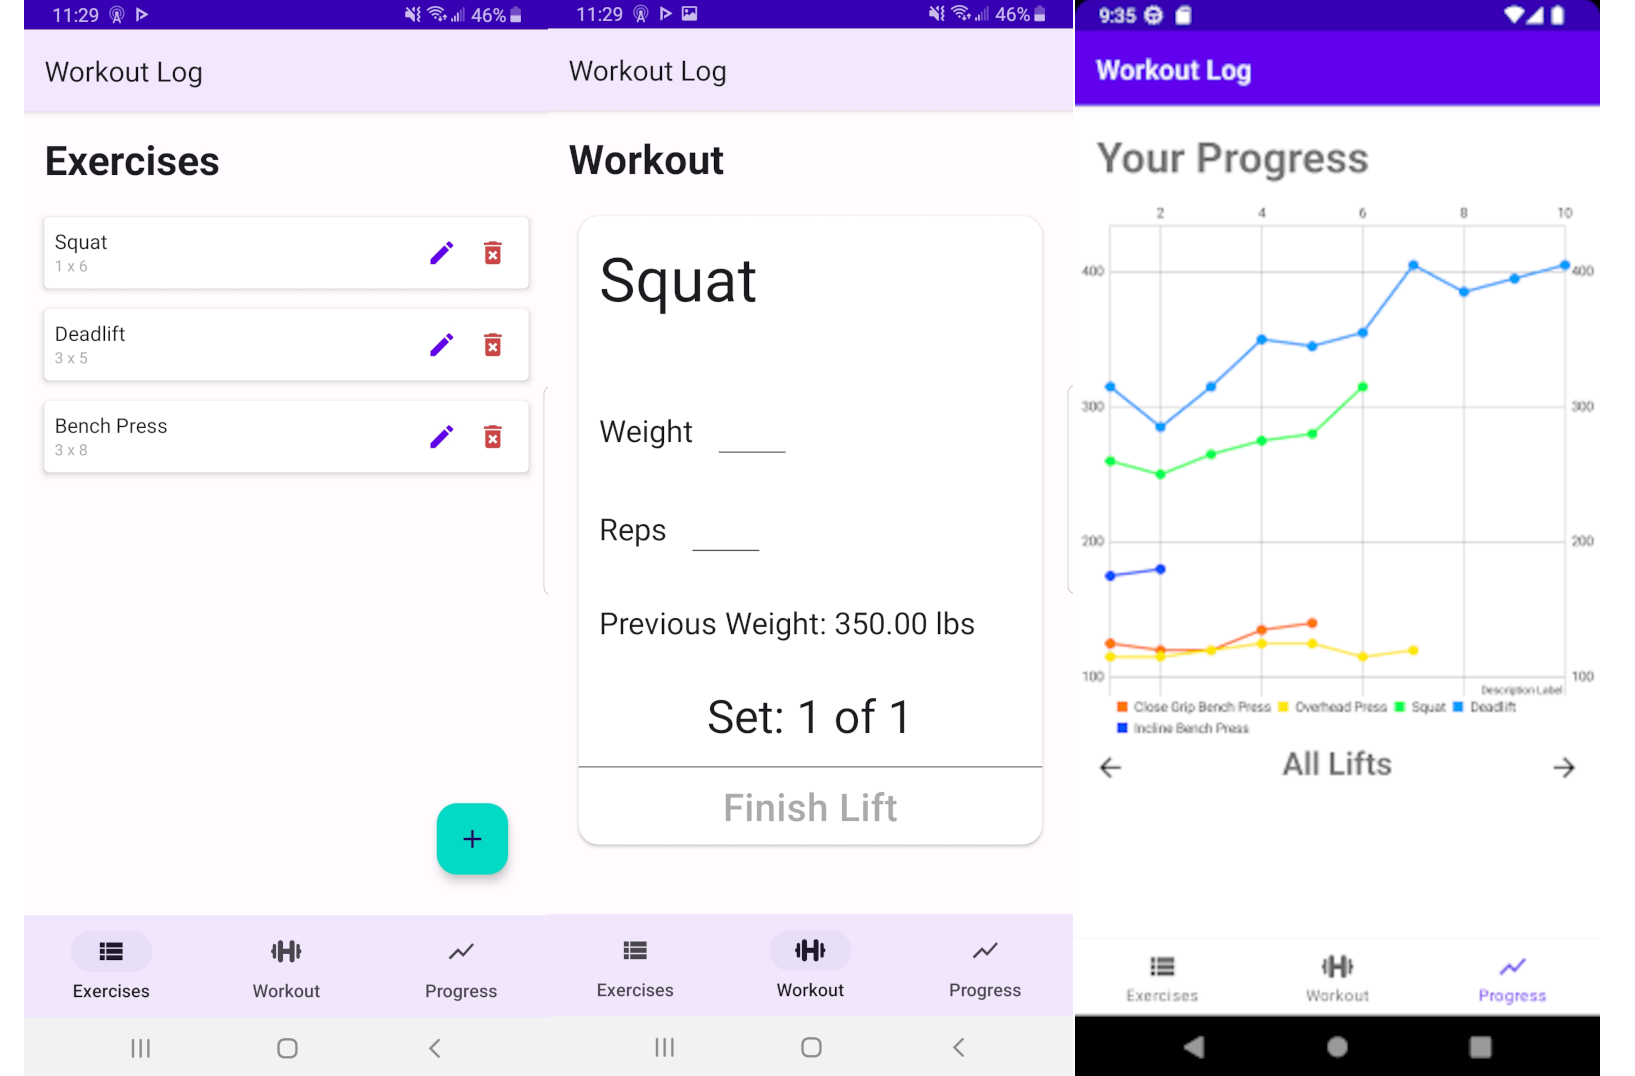 11:29 46%
Workout Log
Exercises
Squat
1 x 6
Deadlift
3 x 5
Bench Press
3 x 8
+
Exercises Workout Progress
11:29 46%
Workout Log
Workout
Squat
Weight
Reps
Previous Weight: 350.00 lbs
Set: 1 of 1
Finish Lift
Exercises Workout Progress
9:35
Workout Log
Your Progress
2 4 6 8 10
400 400
300 300
200 200
100 100
Description Label
Close Grip Bench Press Overhead Press Squat Deadlift
Incline Bench Press
All Lifts
Exercises Workout Progress